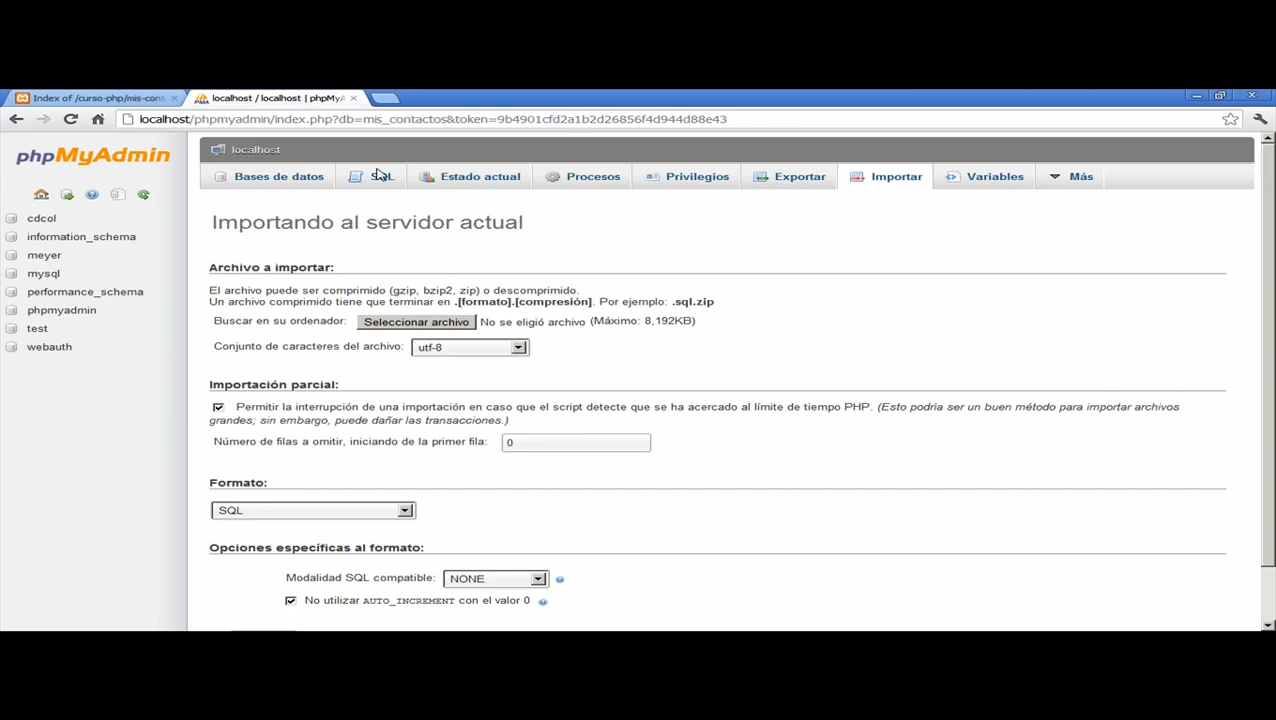 Index of /curso-php/mis-cont
localhost / localhost | phpMyA
localhost/phpmyadmin/index.php?db=mis_contactos&token=9b4901cfd2a1b2d26856f4d944d88e43
phpMyAdmin
localhost
Bases de datos SQL Estado actual Procesos Privilegios Exportar Importar Variables Más
cdcol
information_schema
meyer
mysql
performance_schema
phpmyadmin
test
webauth
Importando al servidor actual
Archivo a importar:
El archivo puede ser comprimido (gzip, bzip2, zip) o descomprimido.
Un archivo comprimido tiene que terminar en .[formato].[compresión]. Por ejemplo: .sql.zip
Buscar en su ordenador: Seleccionar archivo No se eligió archivo (Máximo: 8,192KB)
Conjunto de caracteres del archivo: utf-8
Importación parcial:
Permitir la interrupción de una importación en caso que el script detecte que se ha acercado al límite de tiempo PHP. (Esto podría ser un buen método para importar archivos
grandes; sin embargo, puede dañar las transacciones.)
Número de filas a omitir, iniciando de la primer fila: 0
Formato:
SQL
Opciones específicas al formato:
Modalidad SQL compatible: NONE
No utilizar AUTO_INCREMENT con el valor 0